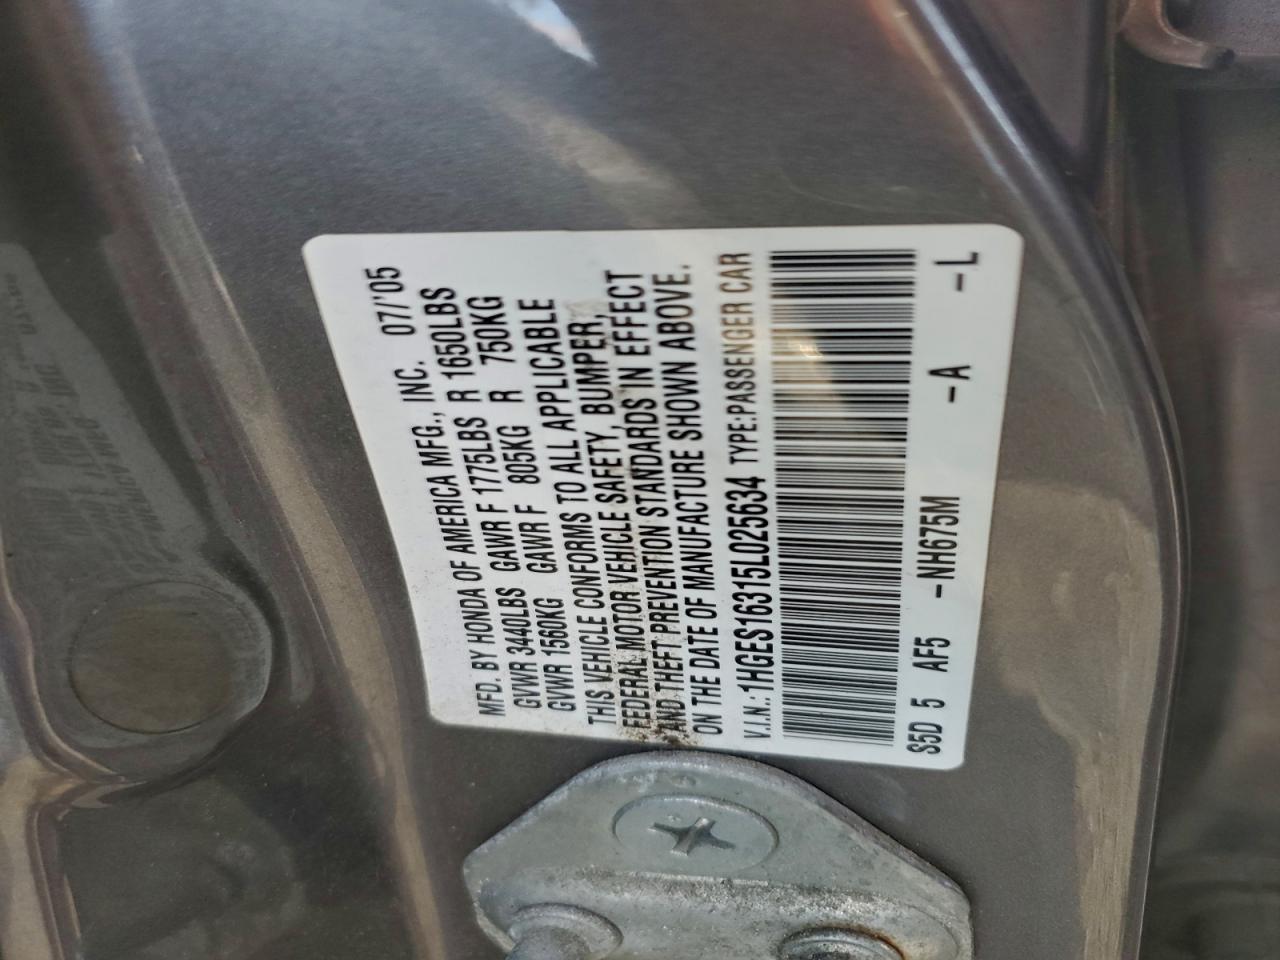 MFD. BY HONDA OF AMERICA MFG., INC. 07/'05
GVWR 3440LBS GAWR F 1775LBS R 1650LBS
GVWR 1560KG GAWR F 805KG R 750KG
THIS VEHICLE CONFORMS TO ALL APPLICABLE
FEDERAL MOTOR VEHICLE SAFETY, BUMPER,
AND THEFT PREVENTION STANDARDS IN EFFECT
ON THE DATE OF MANUFACTURE SHOWN ABOVE.
V.I.N.:1HGES16315L025634 TYPE:PASSENGER CAR
S5D 5 AF5 -NH675M -A -L